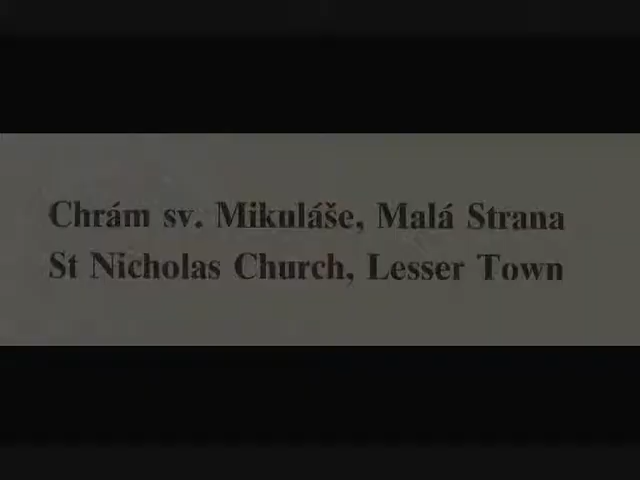 Chrám sv. Mikuláše, Malá Strana
St Nicholas Church, Lesser Town